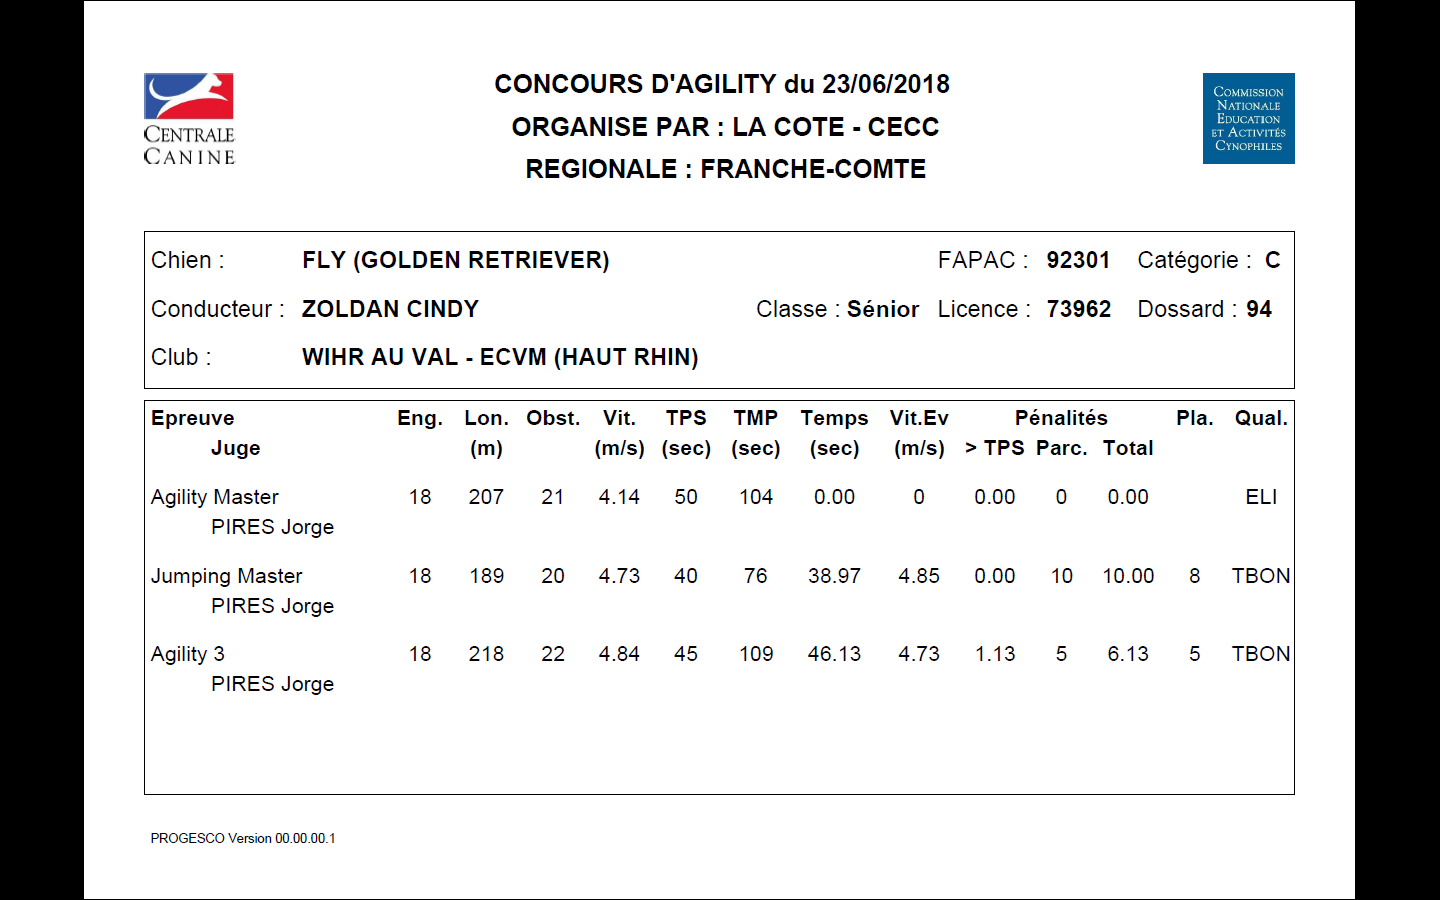 CENTRALE
CANINE
CONCOURS D'AGILITY du 23/06/2018
ORGANISE PAR : LA COTE - CECC
REGIONALE : FRANCHE-COMTE
COMMISSION
NATIONALE
EDUCATION
ET ACTIVITÉS
CYNOPHILES
Chien : FLY (GOLDEN RETRIEVER) FAPAC : 92301 Catégorie : C
Conducteur : ZOLDAN CINDY Classe : Sénior Licence : 73962 Dossard : 94
Club : WIHR AU VAL - ECVM (HAUT RHIN)
Epreuve Eng. Lon. Obst. Vit. TPS TMP Temps Vit.Ev Pénalités Pla. Qual.
Juge (m) (m/s) (sec) (sec) (sec) (m/s) > TPS Parc. Total
Agility Master 18 207 21 4.14 50 104 0.00 0 0.00 0 0.00 ELI
PIRES Jorge
Jumping Master 18 189 20 4.73 40 76 38.97 4.85 0.00 10 10.00 8 TBON
PIRES Jorge
Agility 3 18 218 22 4.84 45 109 46.13 4.73 1.13 5 6.13 5 TBON
PIRES Jorge
PROGESCO Version 00.00.00.1